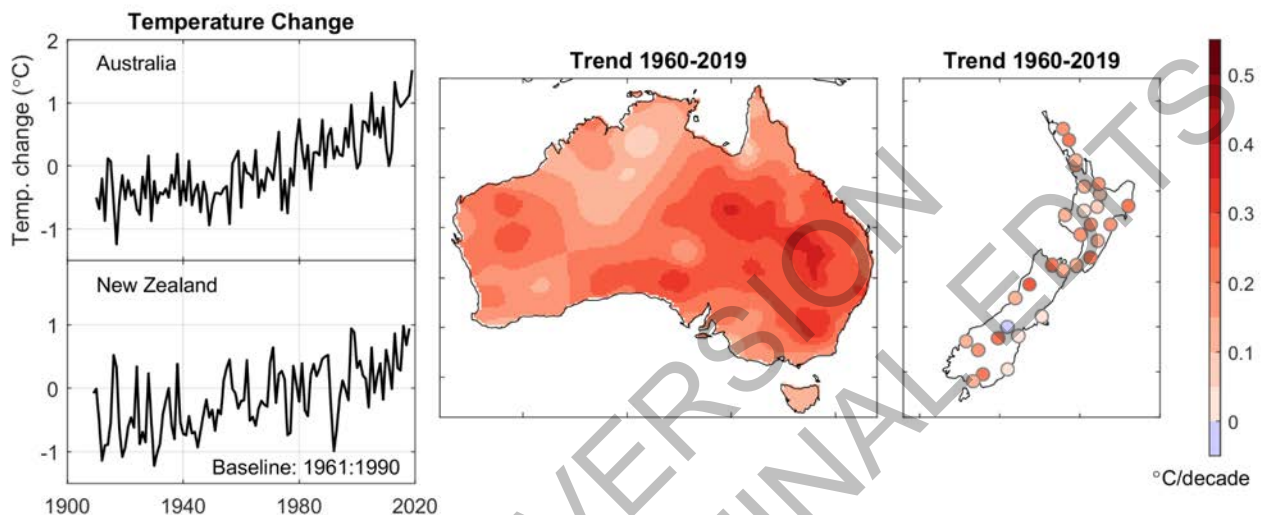 Temperature Change
2
1
0
-1
Temp. change (°C)
Australia
1
0
-1
New Zealand
Baseline: 1961:1990
1900
1940
1980
2020
Trend 1960-2019
Trend 1960-2019
0.5
0.4
0.3
0.2
0.1
0
°C/decade
VERSION
FINAL EDITS